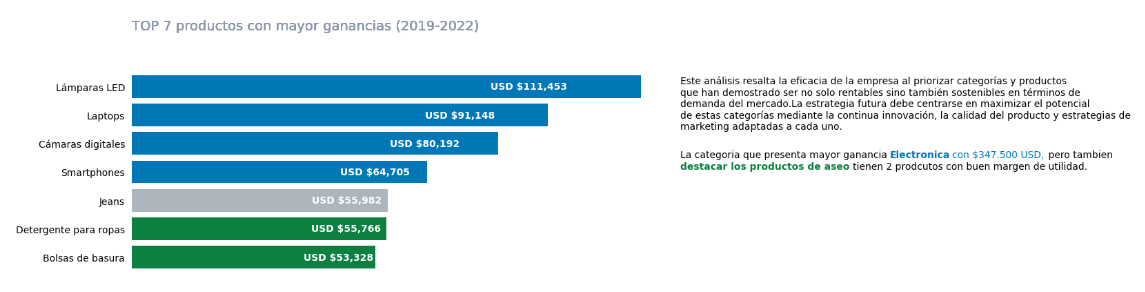 TOP 7 productos con mayor ganancias (2019-2022)
Lámparas LED USD $111,453
Laptops USD $91,148
Cámaras digitales USD $80,192
Smartphones USD $64,705
Jeans USD $55,982
Detergente para ropas USD $55,766
Bolsas de basura USD $53,328
Este análisis resalta la eficacia de la empresa al priorizar categorías y productos
que han demostrado ser no solo rentables sino también sostenibles en términos de
demanda del mercado.La estrategia futura debe centrarse en maximizar el potencial
de estas categorías mediante la continua innovación, la calidad del producto y estrategias de
marketing adaptadas a cada uno.
La categoria que presenta mayor ganancia Electronica con $347.500 USD, pero tambien
destacar los productos de aseo tienen 2 prodcutos con buen margen de utilidad.